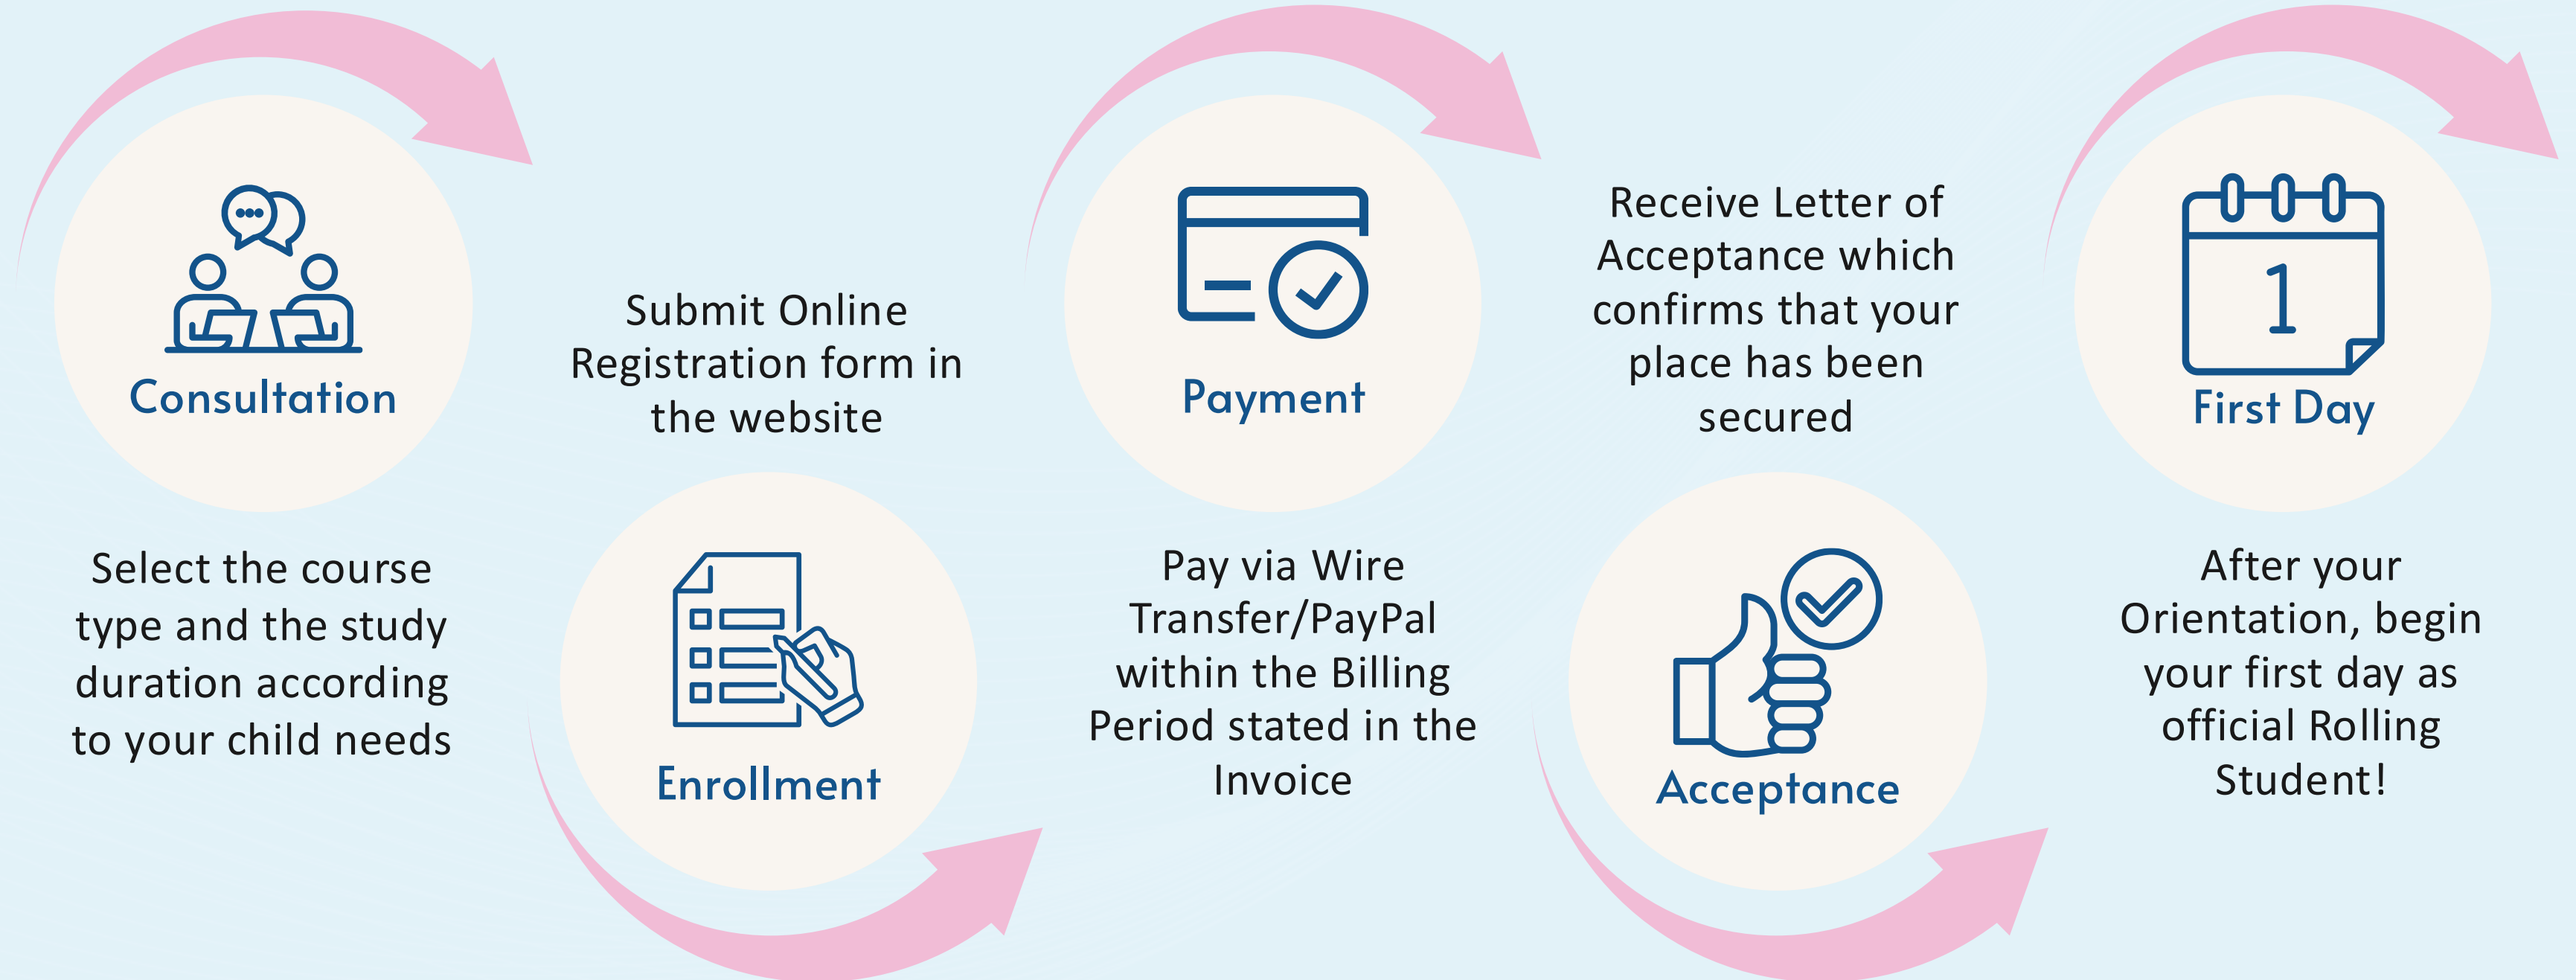 Consultation
Select the course
type and the study
duration according
to your child needs
Submit Online
Registration form in
the website
Enrollment
Payment
Pay via Wire
Transfer/PayPal
within the Billing
Period stated in the
Invoice
Receive Letter of
Acceptance which
confirms that your
place has been
secured
Acceptance
1
First Day
After your
Orientation, begin
your first day as
official Rolling
Student!